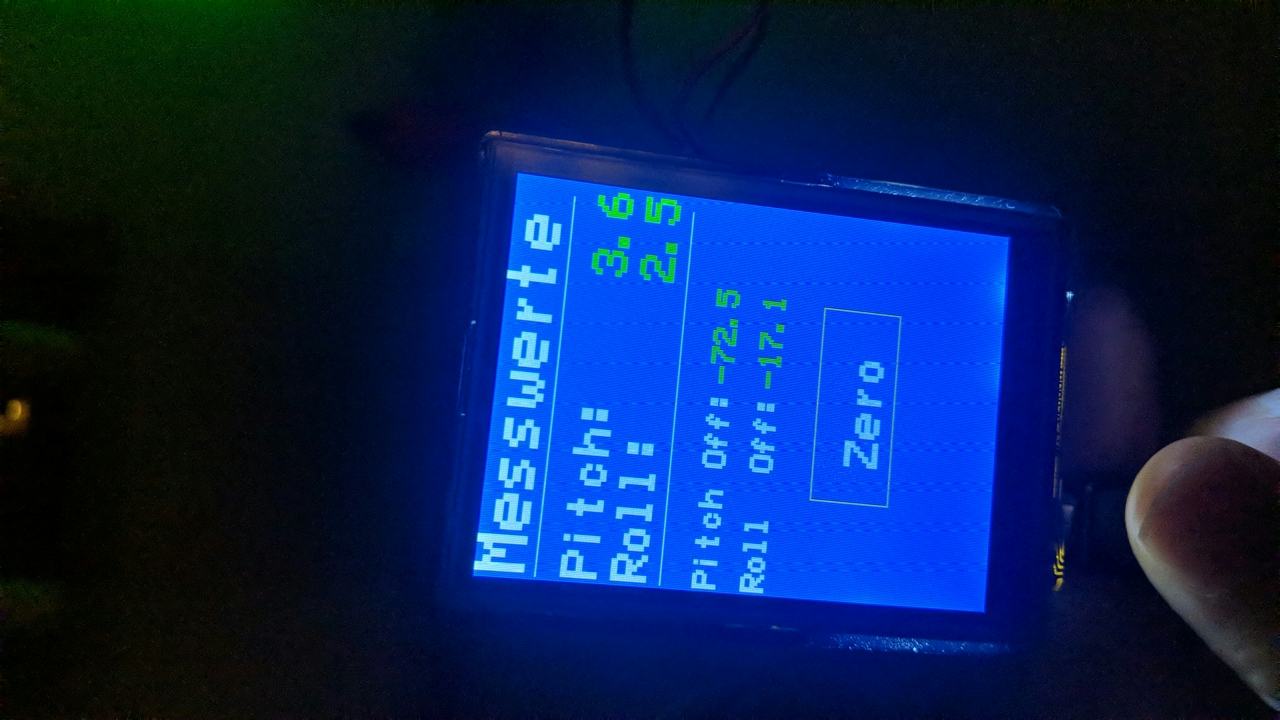 Messwerte
Pitch: 3.6
Roll: 2.5
Pitch Off:-72.5
Roll Off:-17.1
Zero